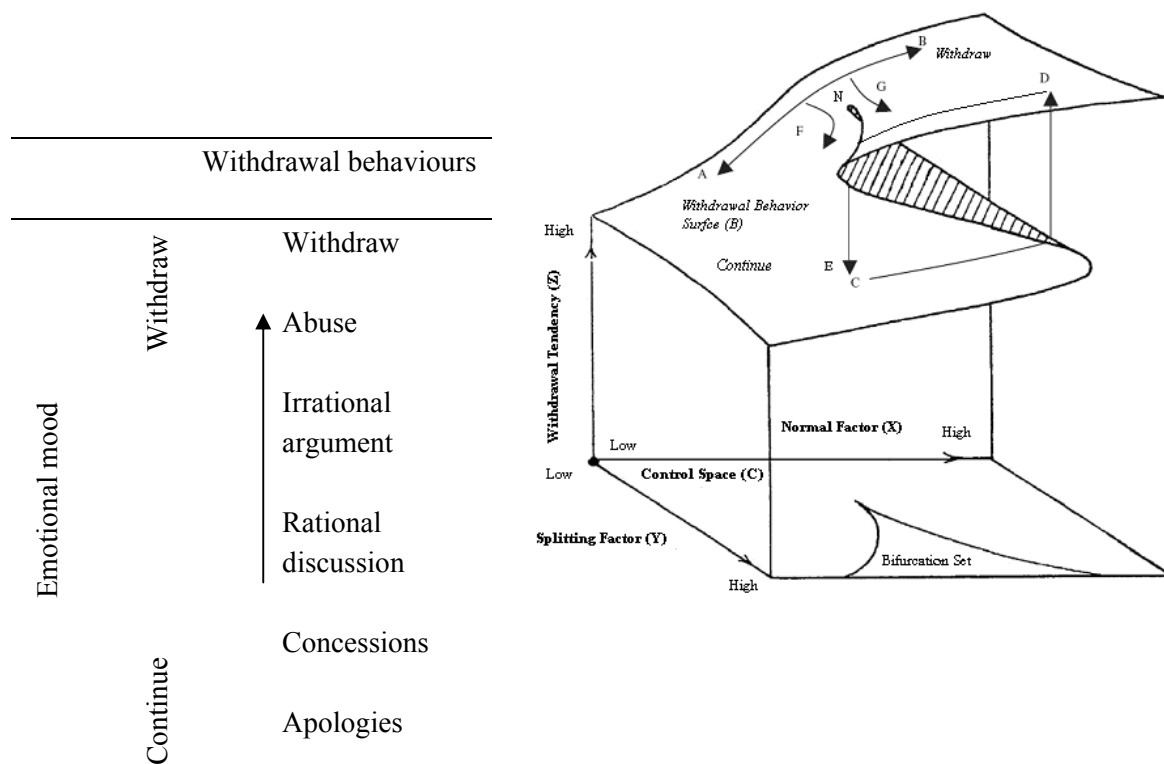 Withdrawal behaviours
Emotional mood
Withdraw
Continue
Withdraw
Abuse
Irrational
argument
Rational
discussion
Concessions
Apologies
B
Withdraw
D
G
N
F
A
Withdrawal Behavior
Surfce (B)
Continue
E
C
High
Withdrawal Tendency (Z)
Low
Low
Normal Factor (X)
High
Control Space (C)
Splitting Factor (Y)
High
Bifurcation Set